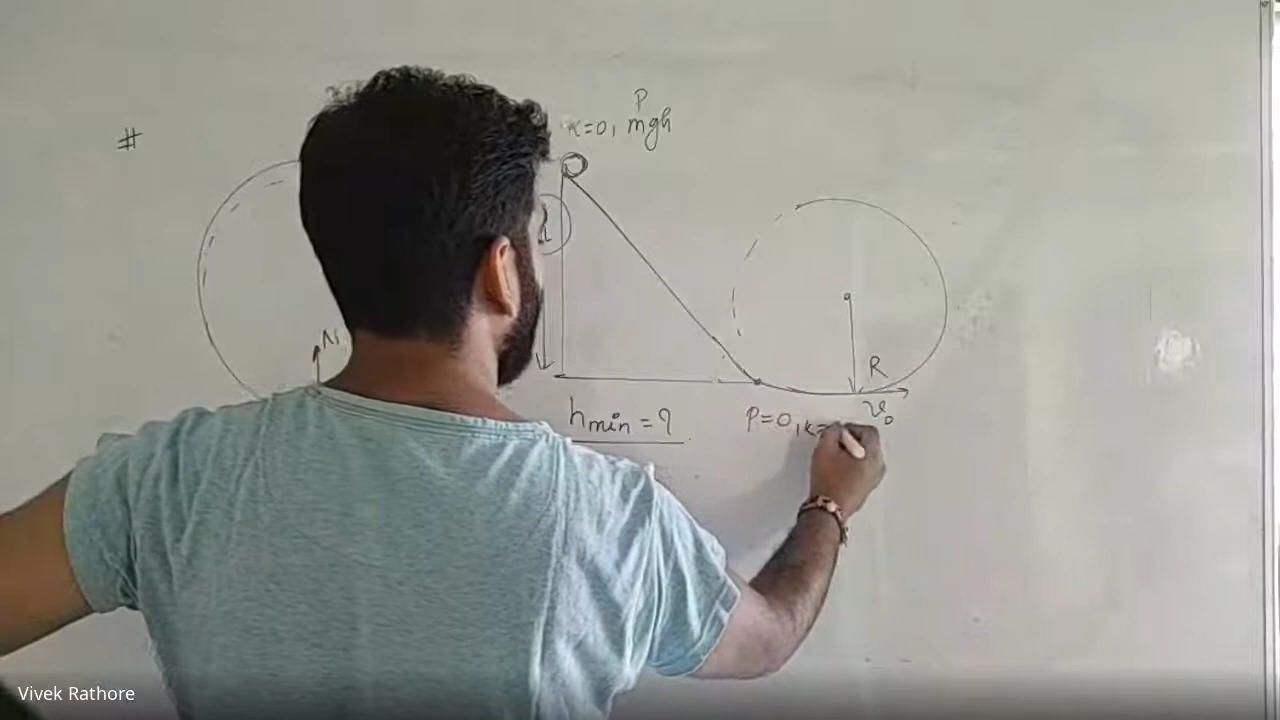 #
P
K=0, mgh
R
v₀
hmin = ?
P=0, K=
Vivek Rathore